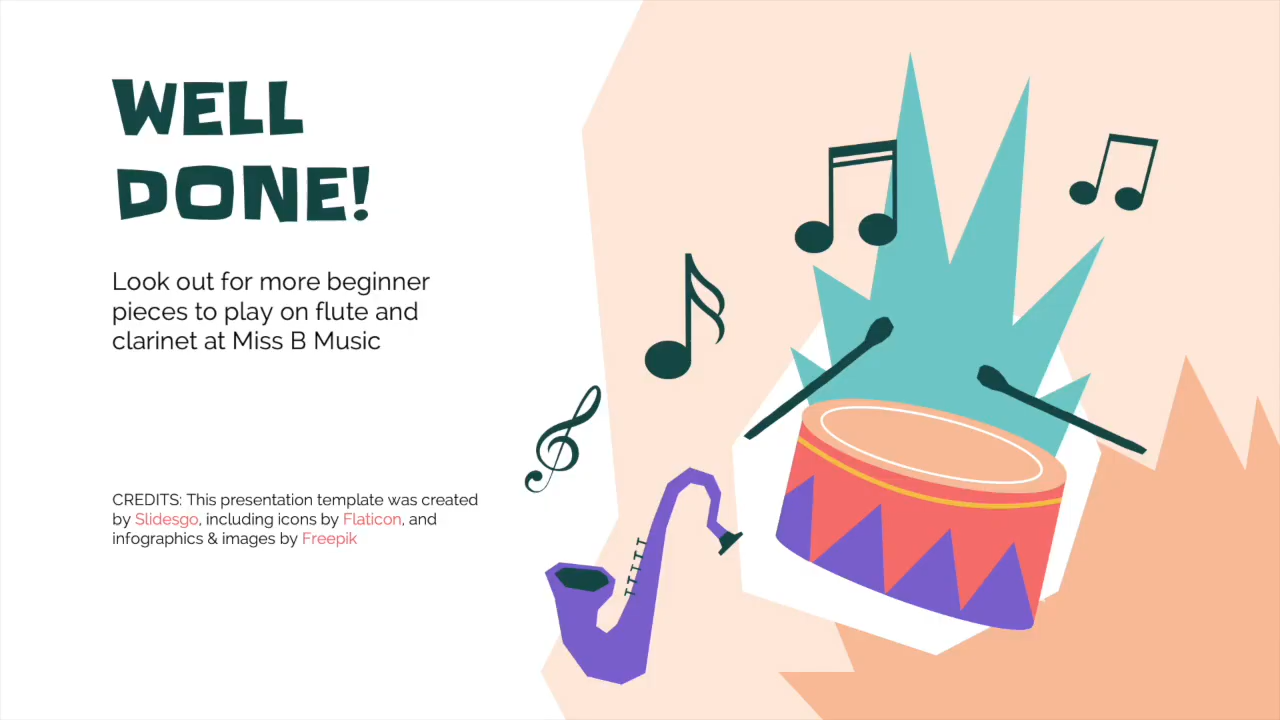 WELL
DONE!
Look out for more beginner
pieces to play on flute and
clarinet at Miss B Music
CREDITS: This presentation template was created
by Slidesgo, including icons by Flaticon, and
infographics & images by Freepik